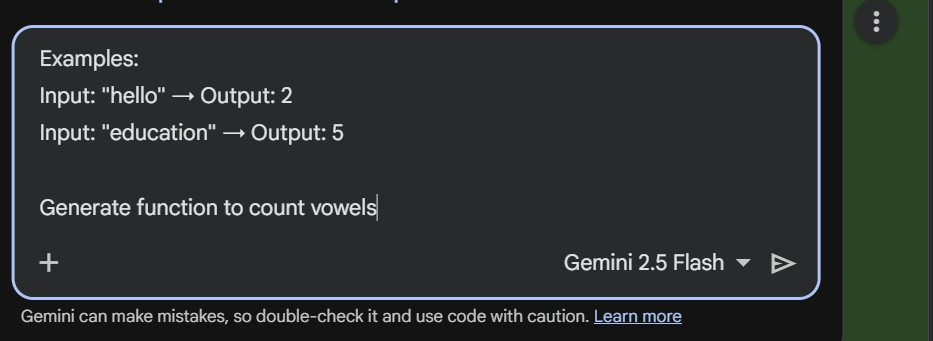 Examples:
Input: "hello" → Output: 2
Input: "education" → Output: 5
Generate function to count vowels
Gemini 2.5 Flash
Gemini can make mistakes, so double-check it and use code with caution. Learn more